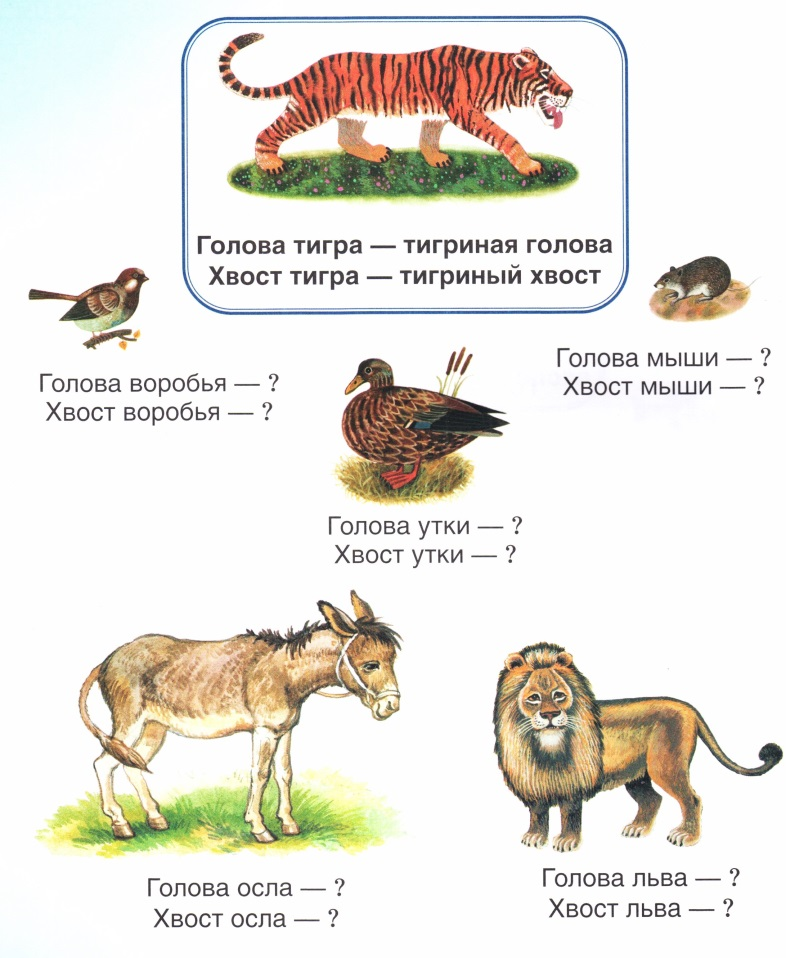 Голова тигра — тигриная голова
Хвост тигра — тигриный хвост
Голова воробья — ?
Хвост воробья — ?
Голова мыши — ?
Хвост мыши — ?
Голова утки — ?
Хвост утки — ?
Голова осла — ?
Хвост осла — ?
Голова льва — ?
Хвост льва — ?